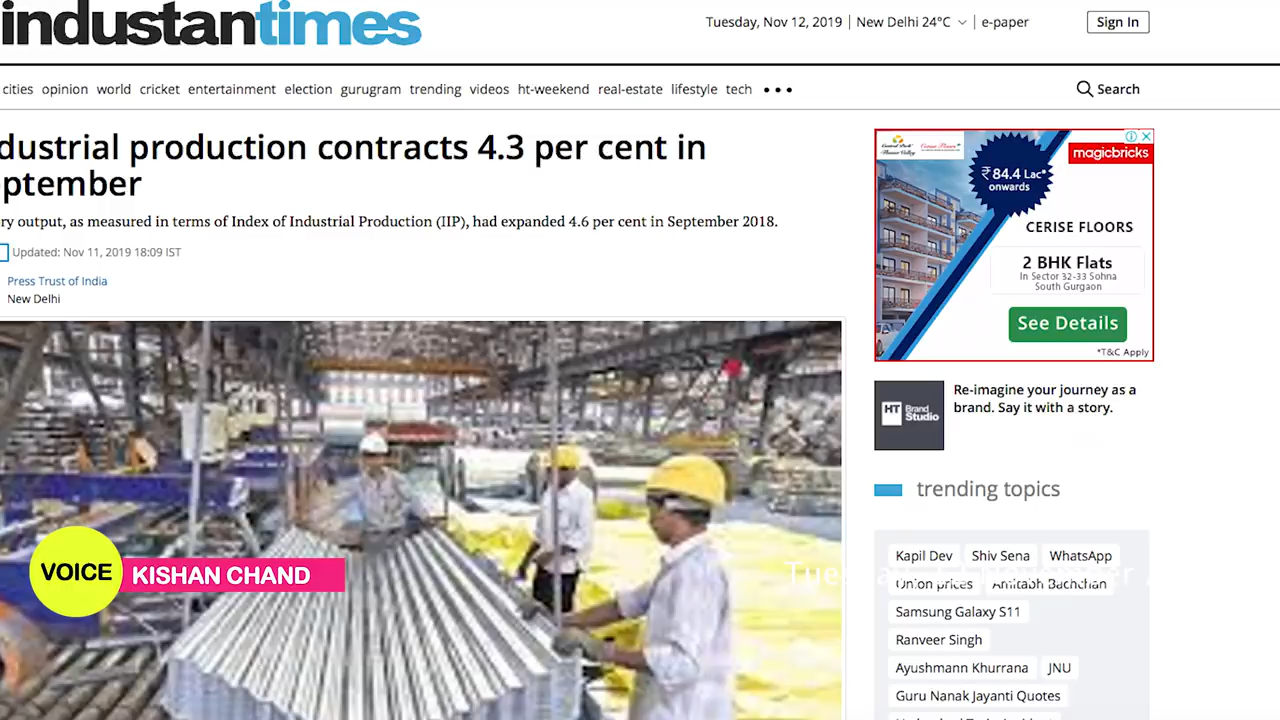 industantimes
Tuesday, Nov 12, 2019
New Delhi 24°C
e-paper
Sign In
cities opinion world cricket entertainment election gurugram trending videos ht-weekend real-estate lifestyle tech
Search
dustrial production contracts 4.3 per cent in
ptember
ry output, as measured in terms of Index of Industrial Production (IIP), had expanded 4.6 per cent in September 2018.
Updated: Nov 11, 2019 18:09 IST
Press Trust of India
New Delhi
magicbricks
₹84.4 Lac*
onwards
CERISE FLOORS
2 BHK Flats
In Sector 32-33 Sohna
South Gurgaon
See Details
*T&C Apply
HT Brand
Studio
Re-imagine your journey as a
brand. Say it with a story.
trending topics
Kapil Dev Shiv Sena WhatsApp
Onion prices Amitabh Bachchan
Samsung Galaxy S11
Ranveer Singh
Ayushmann Khurrana JNU
Guru Nanak Jayanti Quotes
VOICE
KISHAN CHAND